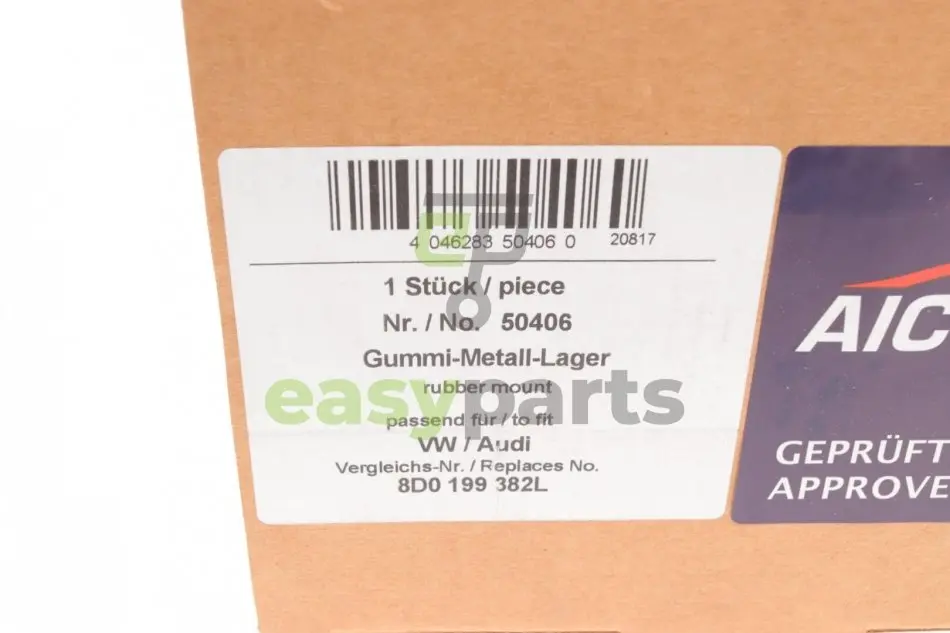 4 046283 50406 0 20817
1 Stück / piece
Nr. / No. 50406
Gummi-Metall-Lager
rubber mount
easyparts
passend für / to fit
VW / Audi
Vergleichs-Nr. / Replaces No.
8D0 199 382L
AIC
GEPRÜFT
APPROVE
ep